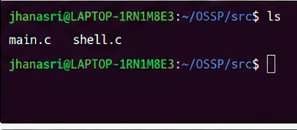 jhanasri@LAPTOP-1RN1M8E3:~/OSSP/src$ ls
main.c   shell.c
jhanasri@LAPTOP-1RN1M8E3:~/OSSP/src$